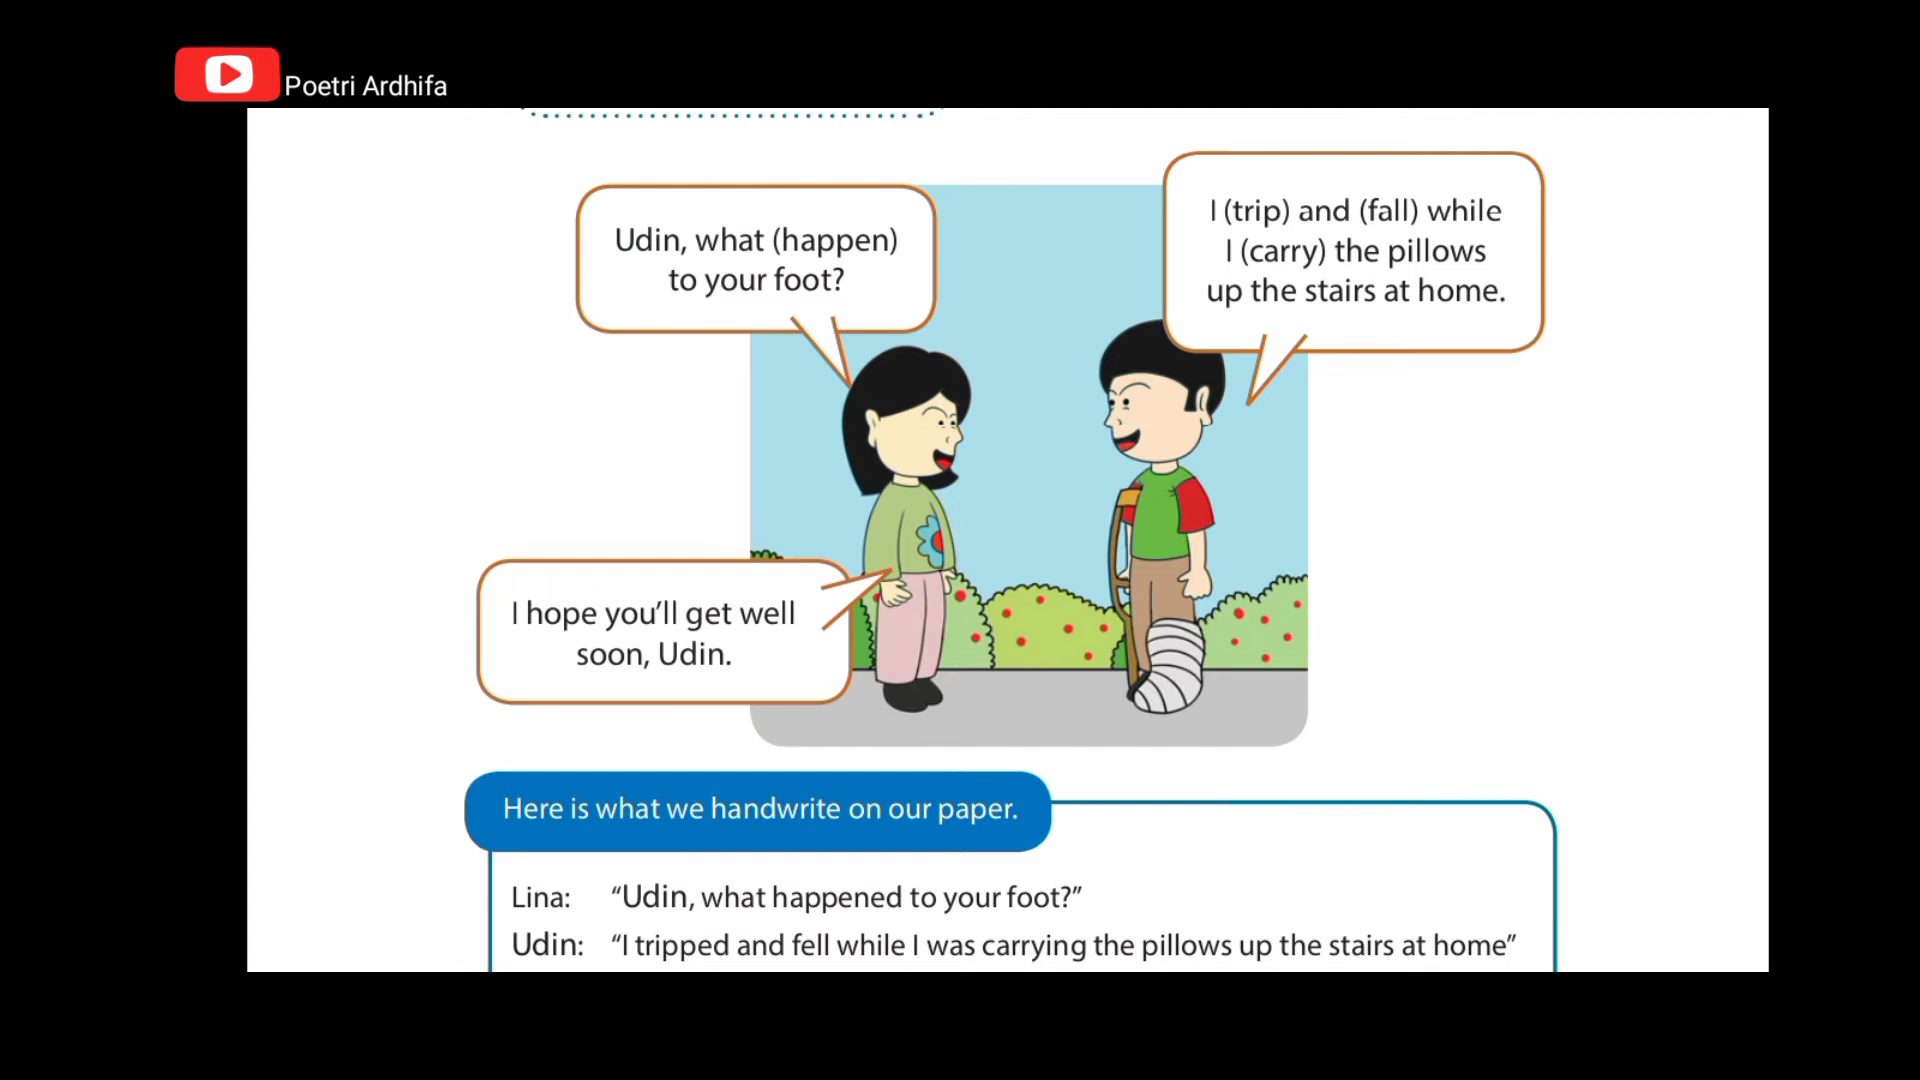 Poetri Ardhifa
Udin, what (happen)
to your foot?
I (trip) and (fall) while
I (carry) the pillows
up the stairs at home.
I hope you’ll get well
soon, Udin.
Here is what we handwrite on our paper.
Lina: “Udin, what happened to your foot?”
Udin: “I tripped and fell while I was carrying the pillows up the stairs at home”